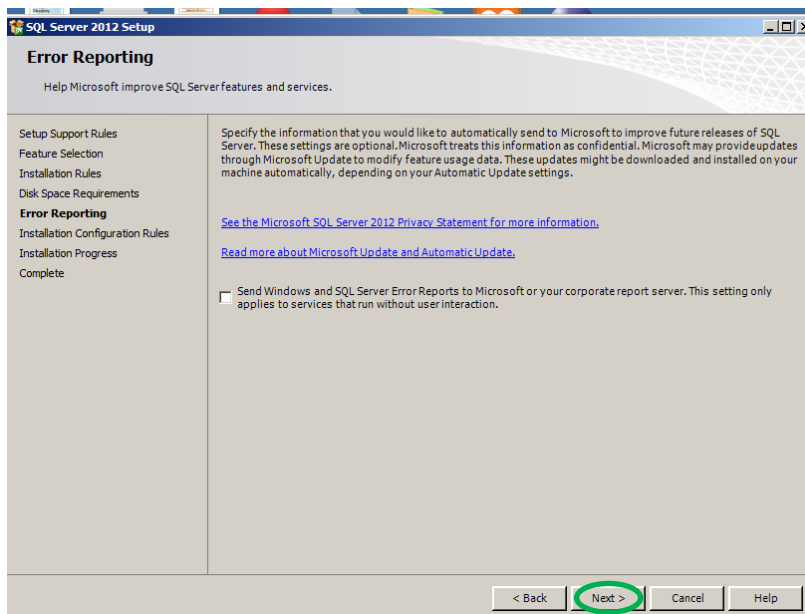 SQL Server 2012 Setup
Error Reporting
Help Microsoft improve SQL Server features and services.
Setup Support Rules
Feature Selection
Installation Rules
Disk Space Requirements
Error Reporting
Installation Configuration Rules
Installation Progress
Complete
Specify the information that you would like to automatically send to Microsoft to improve future releases of SQL
Server. These settings are optional. Microsoft treats this information as confidential. Microsoft may provide updates
through Microsoft Update to modify feature usage data. These updates might be downloaded and installed on your
machine automatically, depending on your Automatic Update settings.
See the Microsoft SQL Server 2012 Privacy Statement for more information.
Read more about Microsoft Update and Automatic Update.
Send Windows and SQL Server Error Reports to Microsoft or your corporate report server. This setting only
applies to services that run without user interaction.
< Back
Next >
Cancel
Help